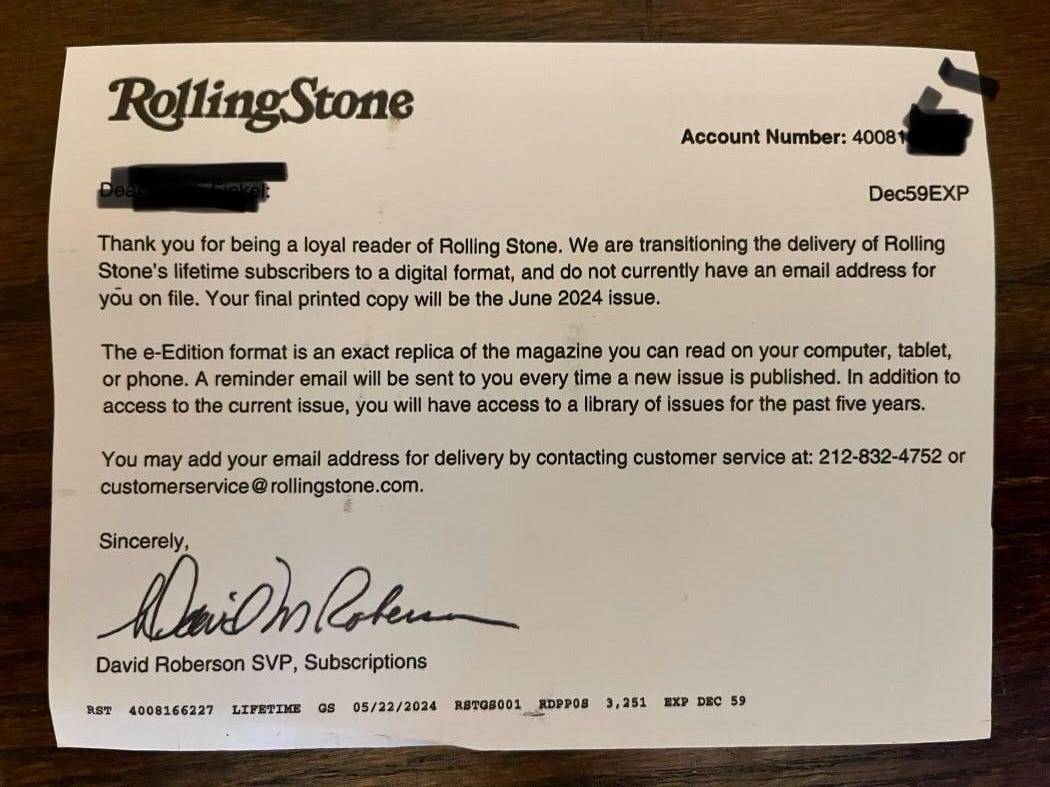 RollingStone
Account Number: 40081
Dec59EXP
Thank you for being a loyal reader of Rolling Stone. We are transitioning the delivery of Rolling
Stone's lifetime subscribers to a digital format, and do not currently have an email address for
you on file. Your final printed copy will be the June 2024 issue.
The e-Edition format is an exact replica of the magazine you can read on your computer, tablet,
or phone. A reminder email will be sent to you every time a new issue is published. In addition to
access to the current issue, you will have access to a library of issues for the past five years.
You may add your email address for delivery by contacting customer service at: 212-832-4752 or
customerservice@rollingstone.com.
Sincerely,
David M Roberson
David Roberson SVP, Subscriptions
RST 4008166227 LIFETIME GS 05/22/2024 RSTGS001 RDPP08 3,251 EXP DEC 59